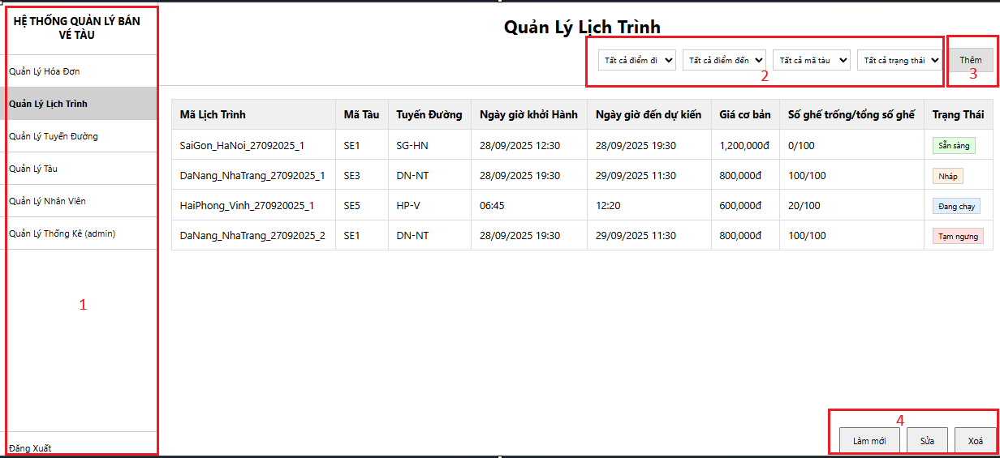 HỆ THỐNG QUẢN LÝ BÁN
VÉ TÀU
Quản Lý Hóa Đơn
Quản Lý Lịch Trình
Quản Lý Tuyến Đường
Quản Lý Tàu
Quản Lý Nhân Viên
Quản Lý Thống Kê (admin)
1
Đăng Xuất
Quản Lý Lịch Trình
Tất cả điểm đi Tất cả điểm đến Tất cả mã tàu Tất cả trạng thái
2
Thêm
3
Mã Lịch Trình Mã Tàu Tuyến Đường Ngày giờ khởi Hành Ngày giờ đến dự kiến Giá cơ bản Số ghế trống/tổng số ghế Trạng Thái
SaiGon_HaNoi_27092025_1 SE1 SG-HN 28/09/2025 12:30 28/09/2025 19:30 1,200,000đ 0/100 Sẵn sàng
DaNang_NhaTrang_27092025_1 SE3 DN-NT 28/09/2025 19:30 29/09/2025 11:30 800,000đ 100/100 Nháp
HaiPhong_Vinh_270920025_1 SE5 HP-V 06:45 12:20 600,000đ 20/100 Đang chạy
DaNang_NhaTrang_27092025_2 SE1 DN-NT 28/09/2025 19:30 29/09/2025 11:30 800,000đ 100/100 Tạm ngưng
4
Làm mới Sửa Xoá